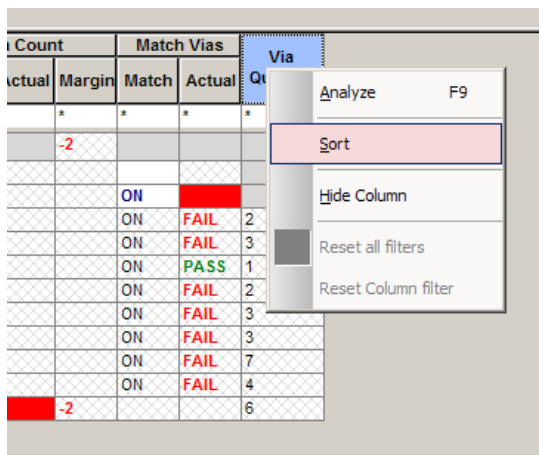 Count Match Vias Via
Actual Margin Match Actual
Analyze F9
* * * *
-2
Sort
ON
Hide Column
ON FAIL 2
ON FAIL 3
Reset all filters
ON PASS 1
ON FAIL 2
Reset Column filter
ON FAIL 3
ON FAIL 3
ON FAIL 7
ON FAIL 4
-2 6